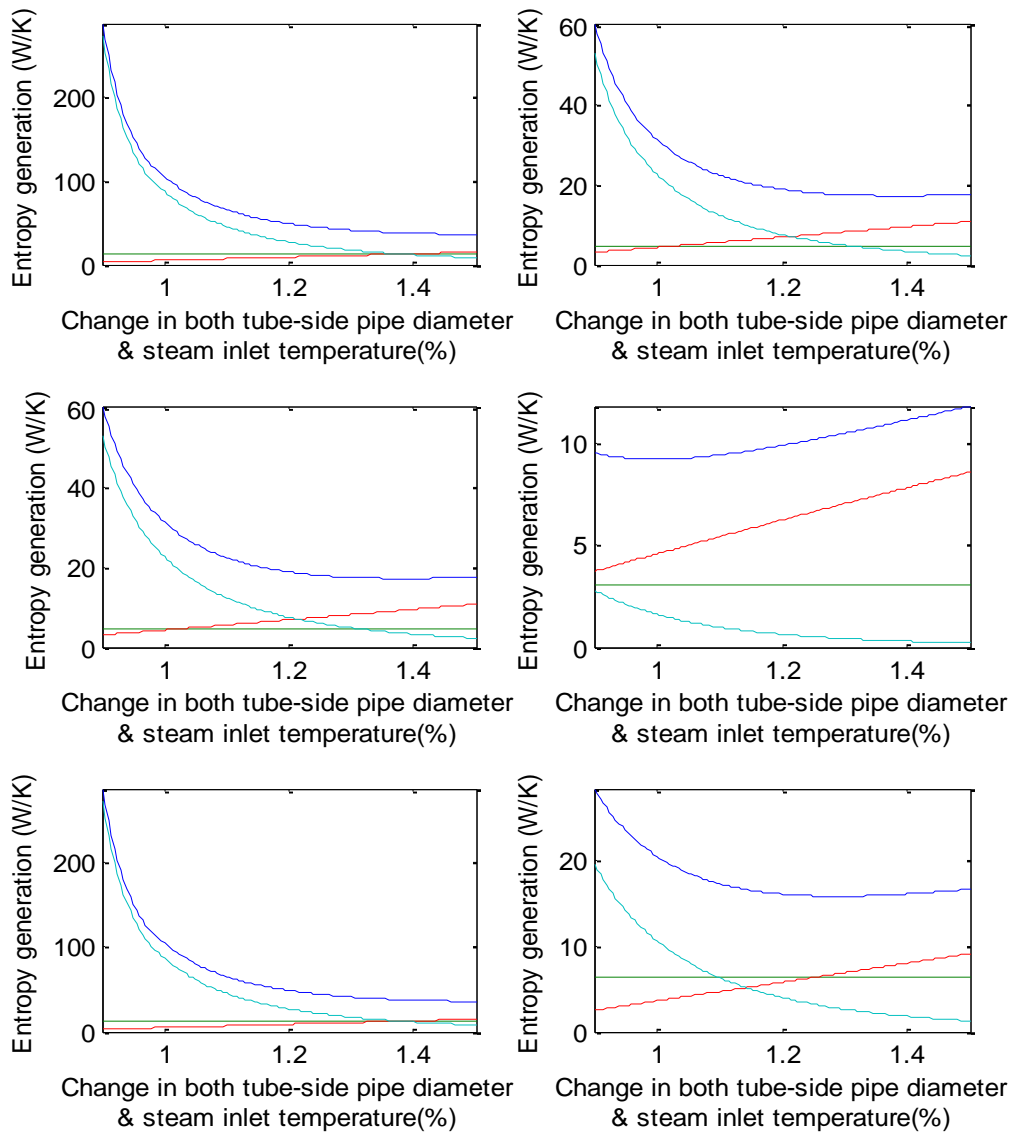 Entropy generation (W/K)
200
100
0
1
1.2
1.4
Change in both tube-side pipe diameter
& steam inlet temperature(%)
Entropy generation (W/K)
60
40
20
0
1
1.2
1.4
Change in both tube-side pipe diameter
& steam inlet temperature(%)
Entropy generation (W/K)
60
40
20
0
1
1.2
1.4
Change in both tube-side pipe diameter
& steam inlet temperature(%)
Entropy generation (W/K)
10
5
0
1
1.2
1.4
Change in both tube-side pipe diameter
& steam inlet temperature(%)
Entropy generation (W/K)
200
100
0
1
1.2
1.4
Change in both tube-side pipe diameter
& steam inlet temperature(%)
Entropy generation (W/K)
20
10
0
1
1.2
1.4
Change in both tube-side pipe diameter
& steam inlet temperature(%)